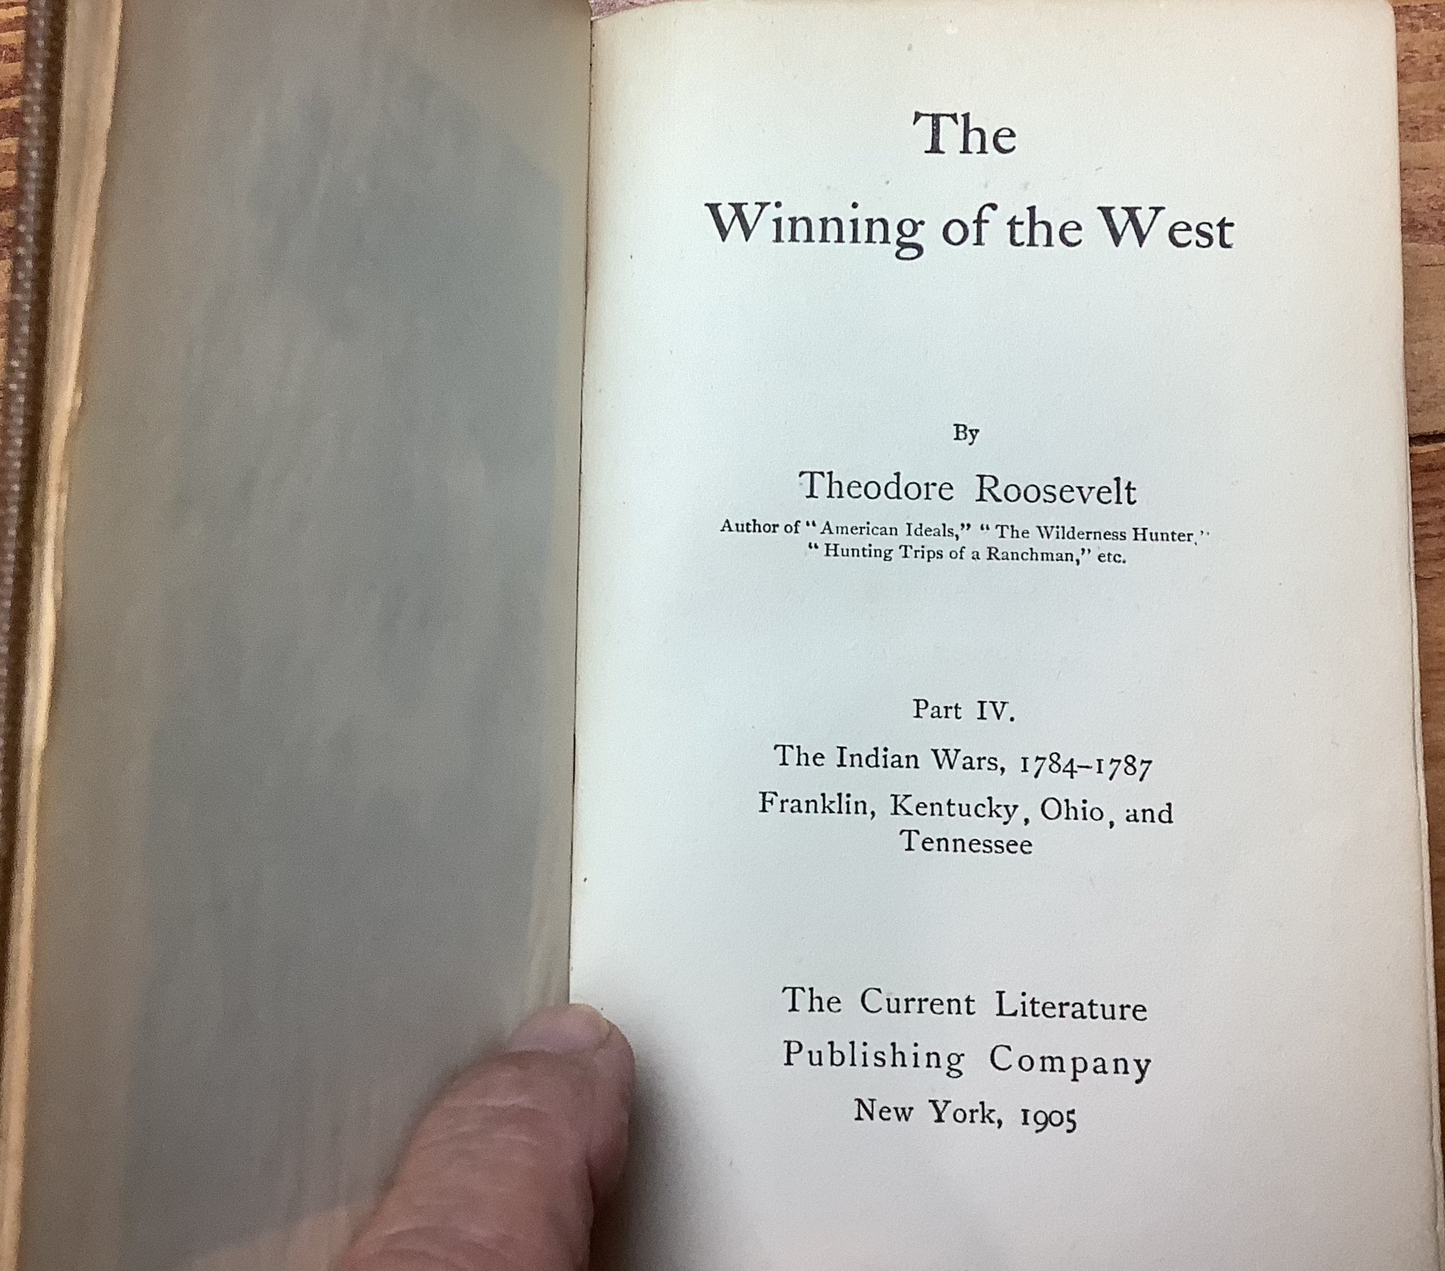 The
Winning of the West
By
Theodore Roosevelt
Author of “American Ideals,” “The Wilderness Hunter,”
“Hunting Trips of a Ranchman,” etc.
Part IV.
The Indian Wars, 1784–1787
Franklin, Kentucky, Ohio, and
Tennessee
The Current Literature
Publishing Company
New York, 1905